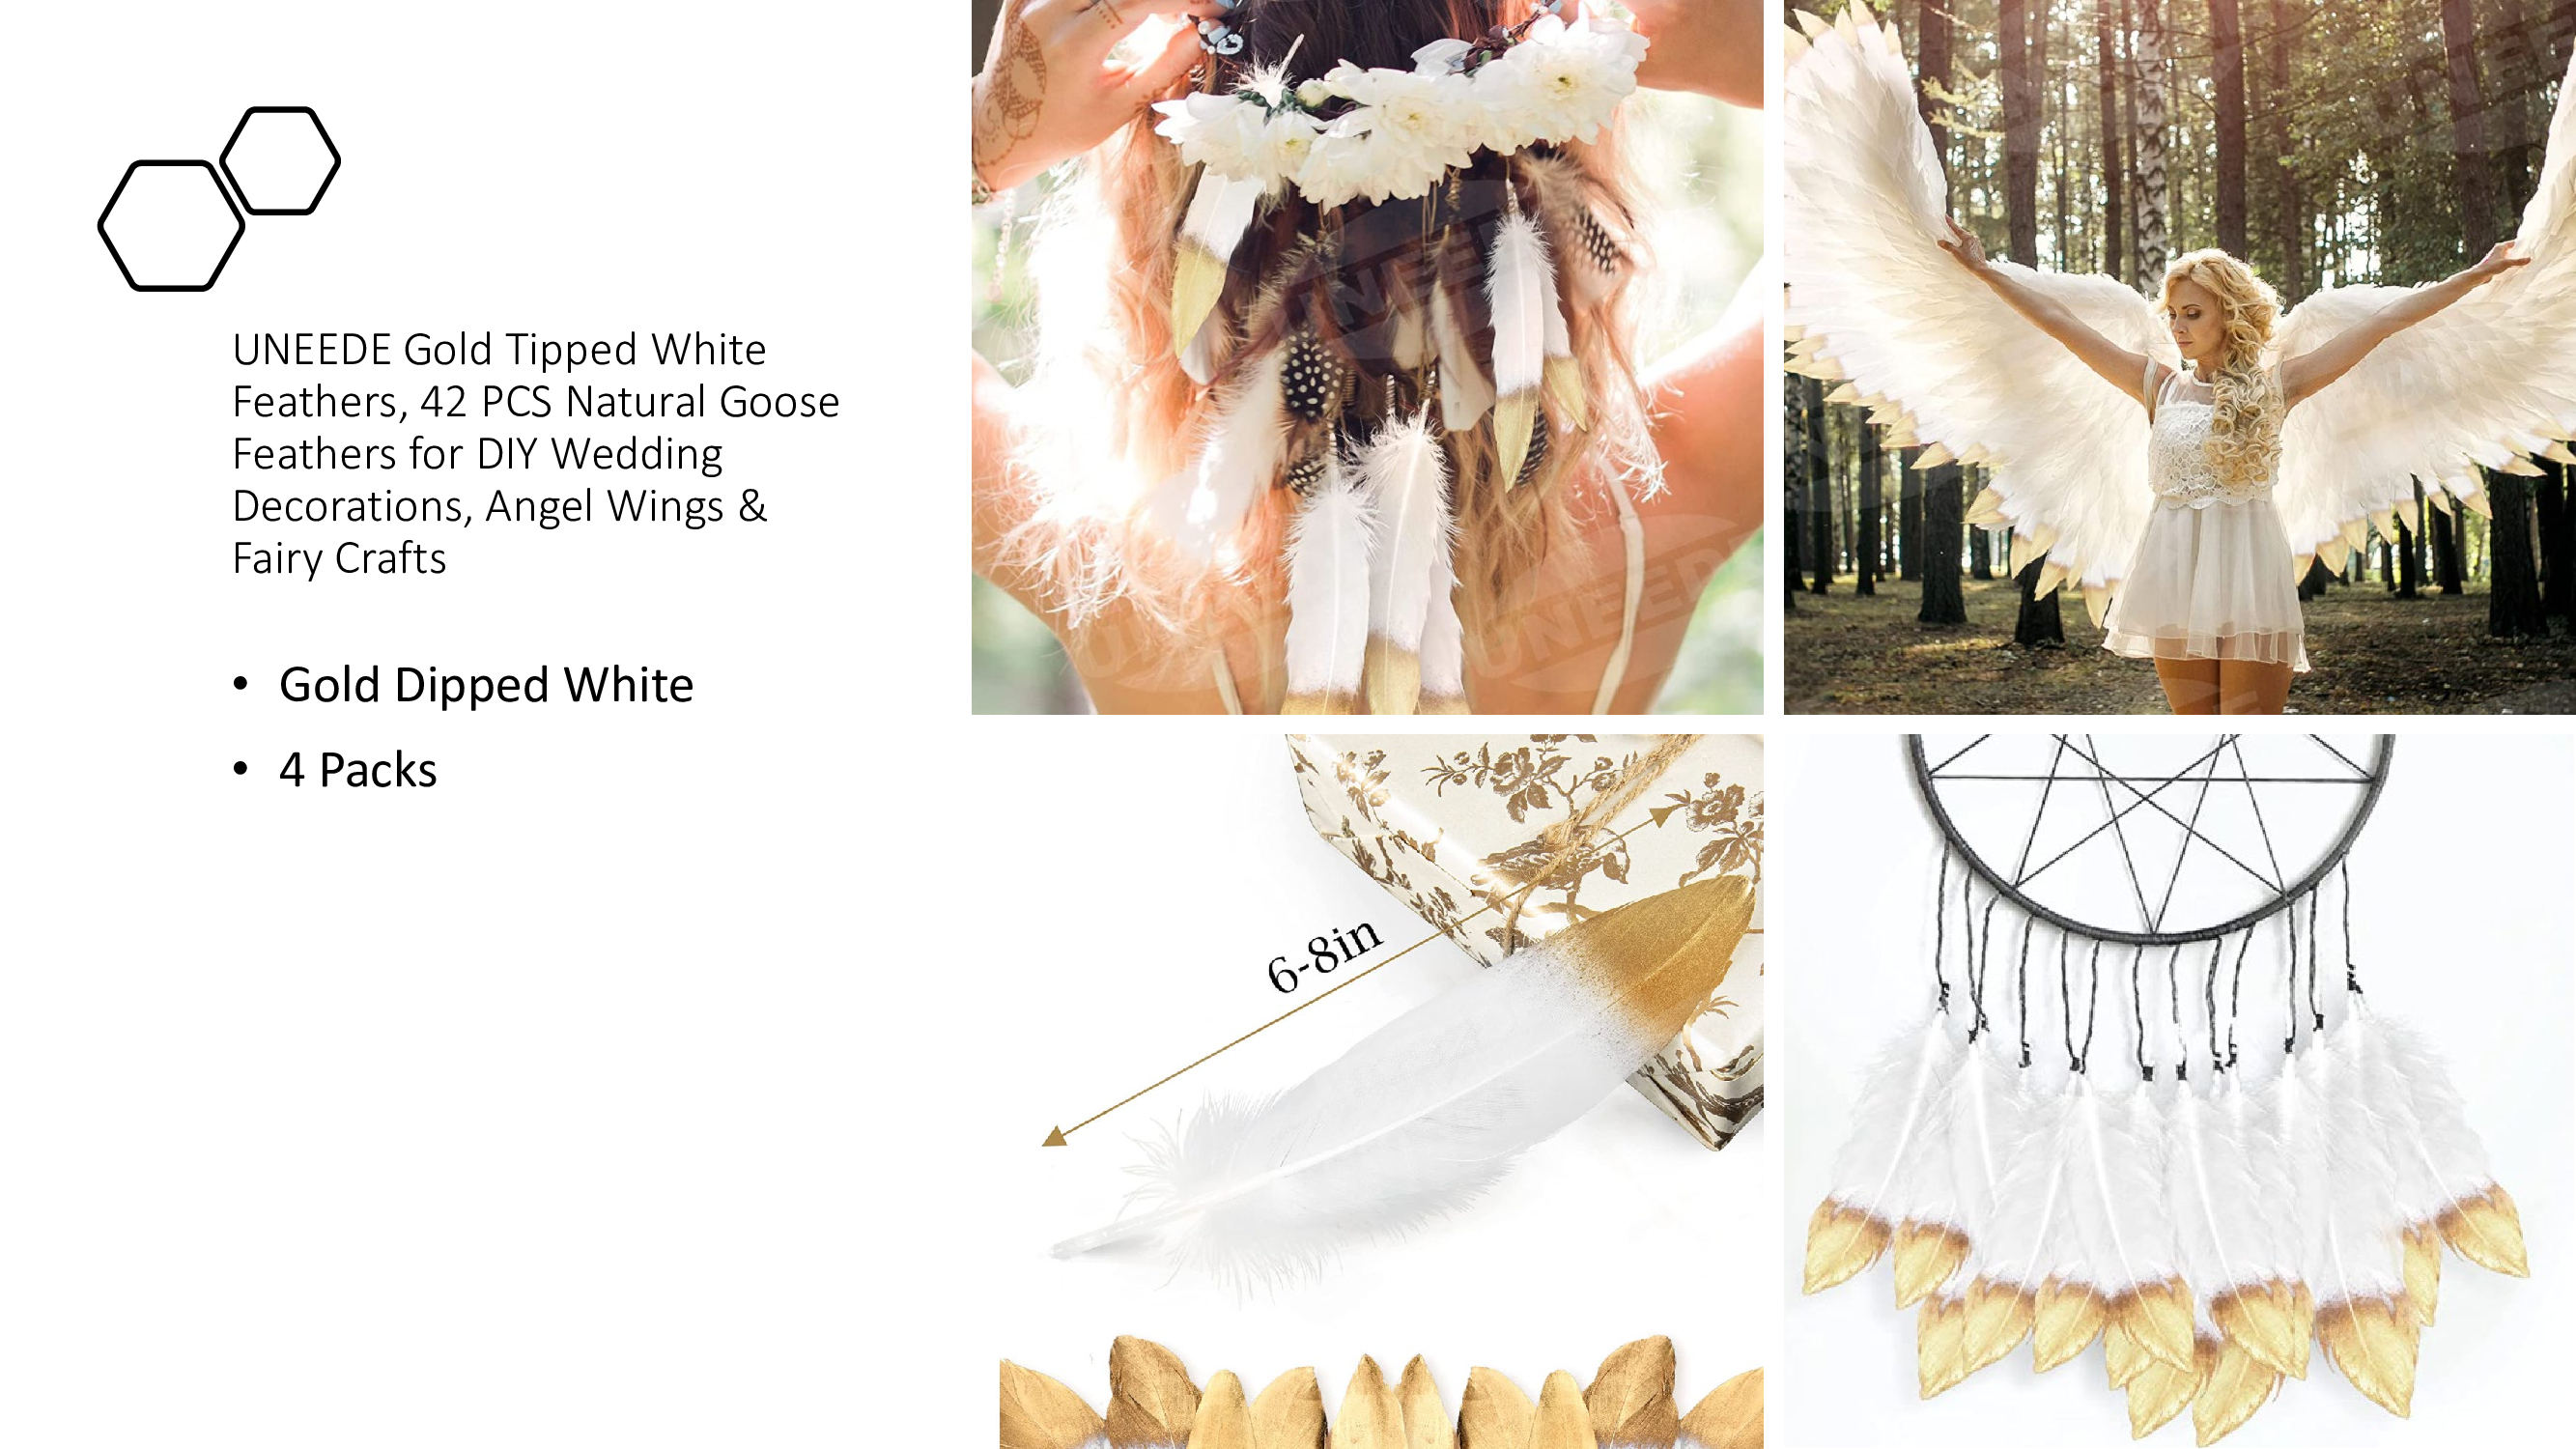 UNEEDE Gold Tipped White
Feathers, 42 PCS Natural Goose
Feathers for DIY Wedding
Decorations, Angel Wings &
Fairy Crafts
• Gold Dipped White
• 4 Packs
6-8in
UNEEDE